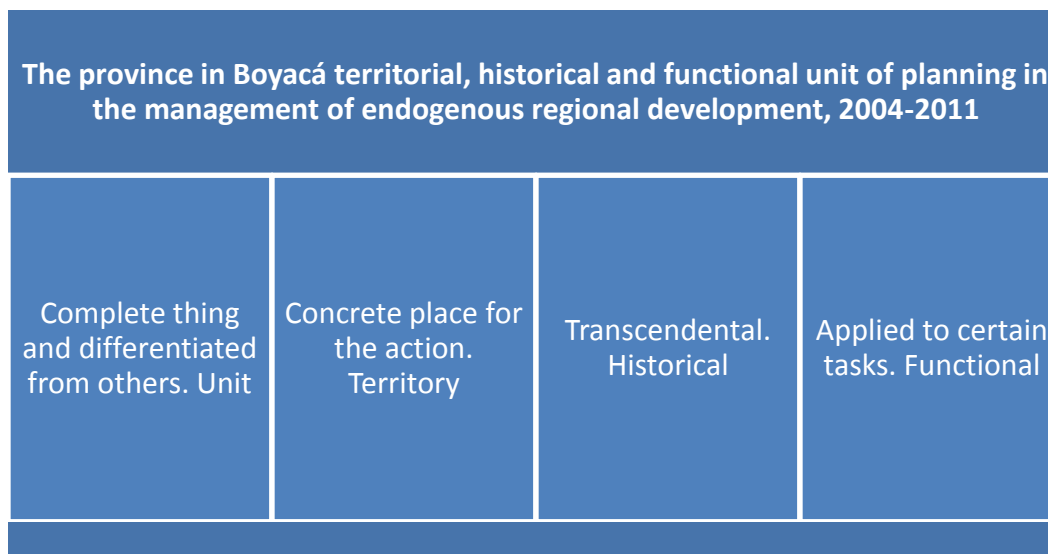 The province in Boyacá territorial, historical and functional unit of planning in
the management of endogenous regional development, 2004-2011
Complete thing
and differentiated
from others. Unit
Concrete place for
the action.
Territory
Transcendental.
Historical
Applied to certain
tasks. Functional